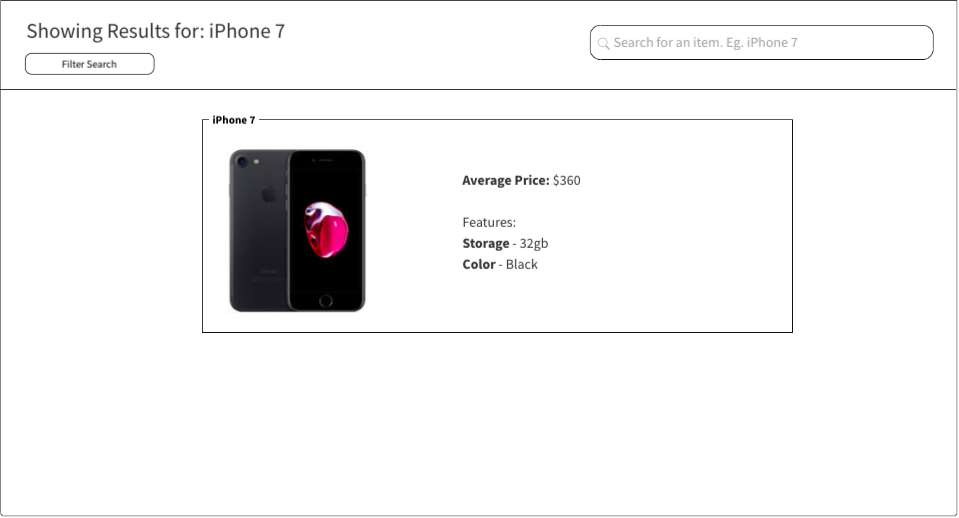 Showing Results for: iPhone 7
Filter Search
Search for an item. Eg. iPhone 7
iPhone 7
Average Price: $360
Features:
Storage - 32gb
Color - Black